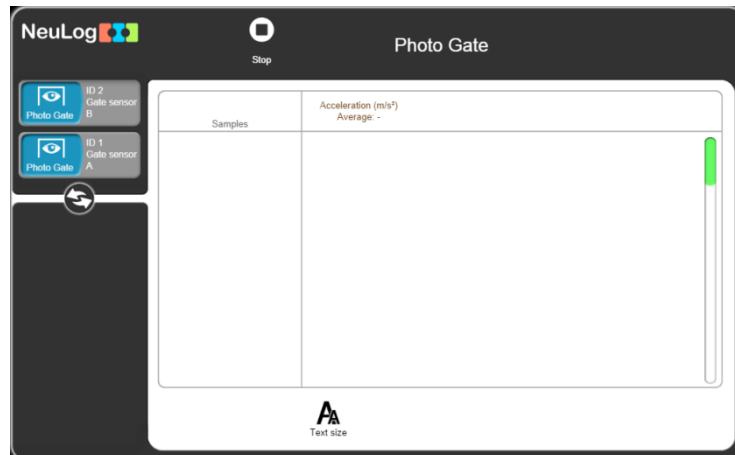 NeuLog
Stop
Photo Gate
Photo Gate
ID 2
Gate sensor
B
Photo Gate
ID 1
Gate sensor
A
Samples
Acceleration (m/s²)
Average: -
Text size